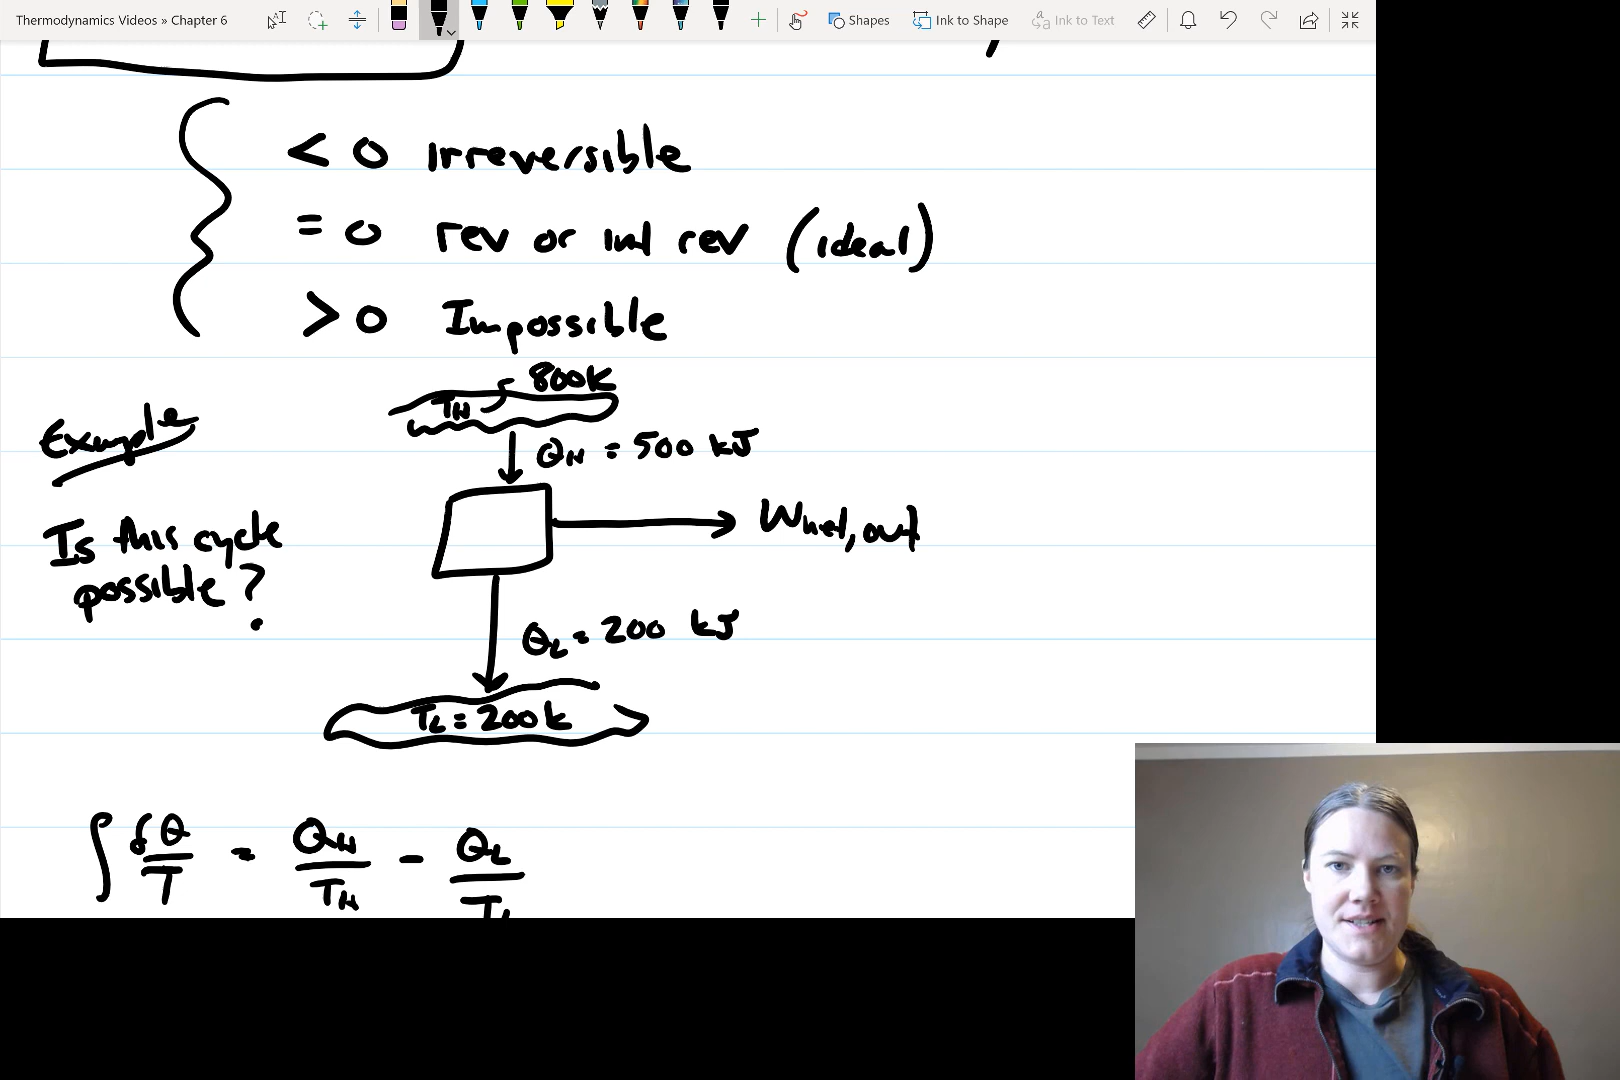 Thermodynamics Videos » Chapter 6
Shapes
Ink to Shape
Ink to Text
< 0 irreversible
= 0 rev or int rev (ideal)
> 0 Impossible
800K
TH
Example
QH = 500 kJ
Is this cycle
possible?
Wnet,out
QL = 200 kJ
TL = 200K
∫ δQ/T = QH/TH - QL/TL